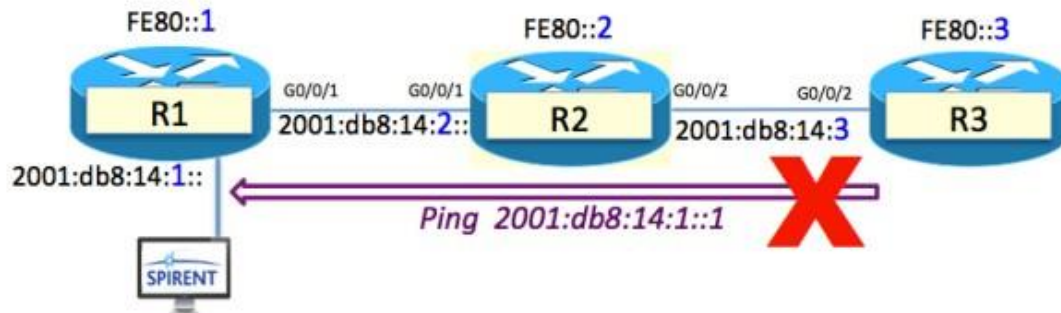 FE80::1
FE80::2
FE80::3
G0/0/1
G0/0/1
G0/0/2
G0/0/2
R1
R2
R3
2001:db8:14:2::
2001:db8:14:3
2001:db8:14:1::
Ping 2001:db8:14:1::1
SPIRENT